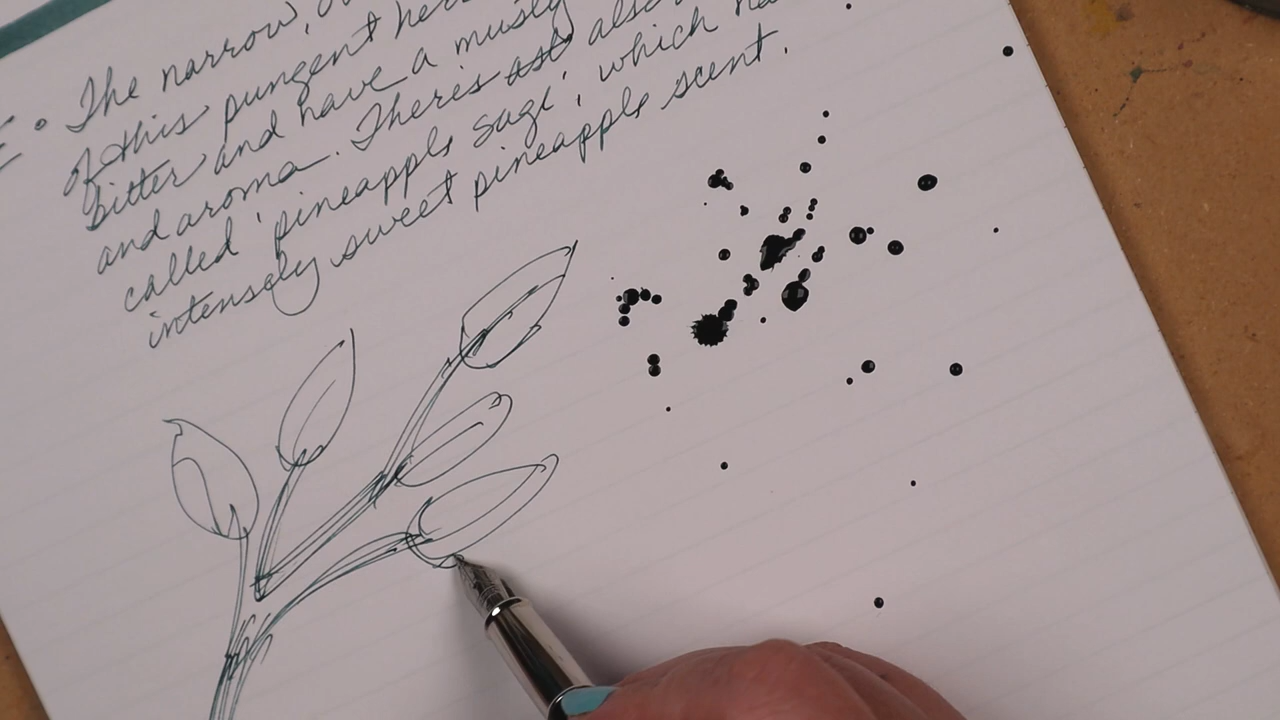 • The narrow,
of this pungent
bitter and have a musty
and aroma. There's also
called 'pineapple sage', which
intensely sweet pineapple scent.